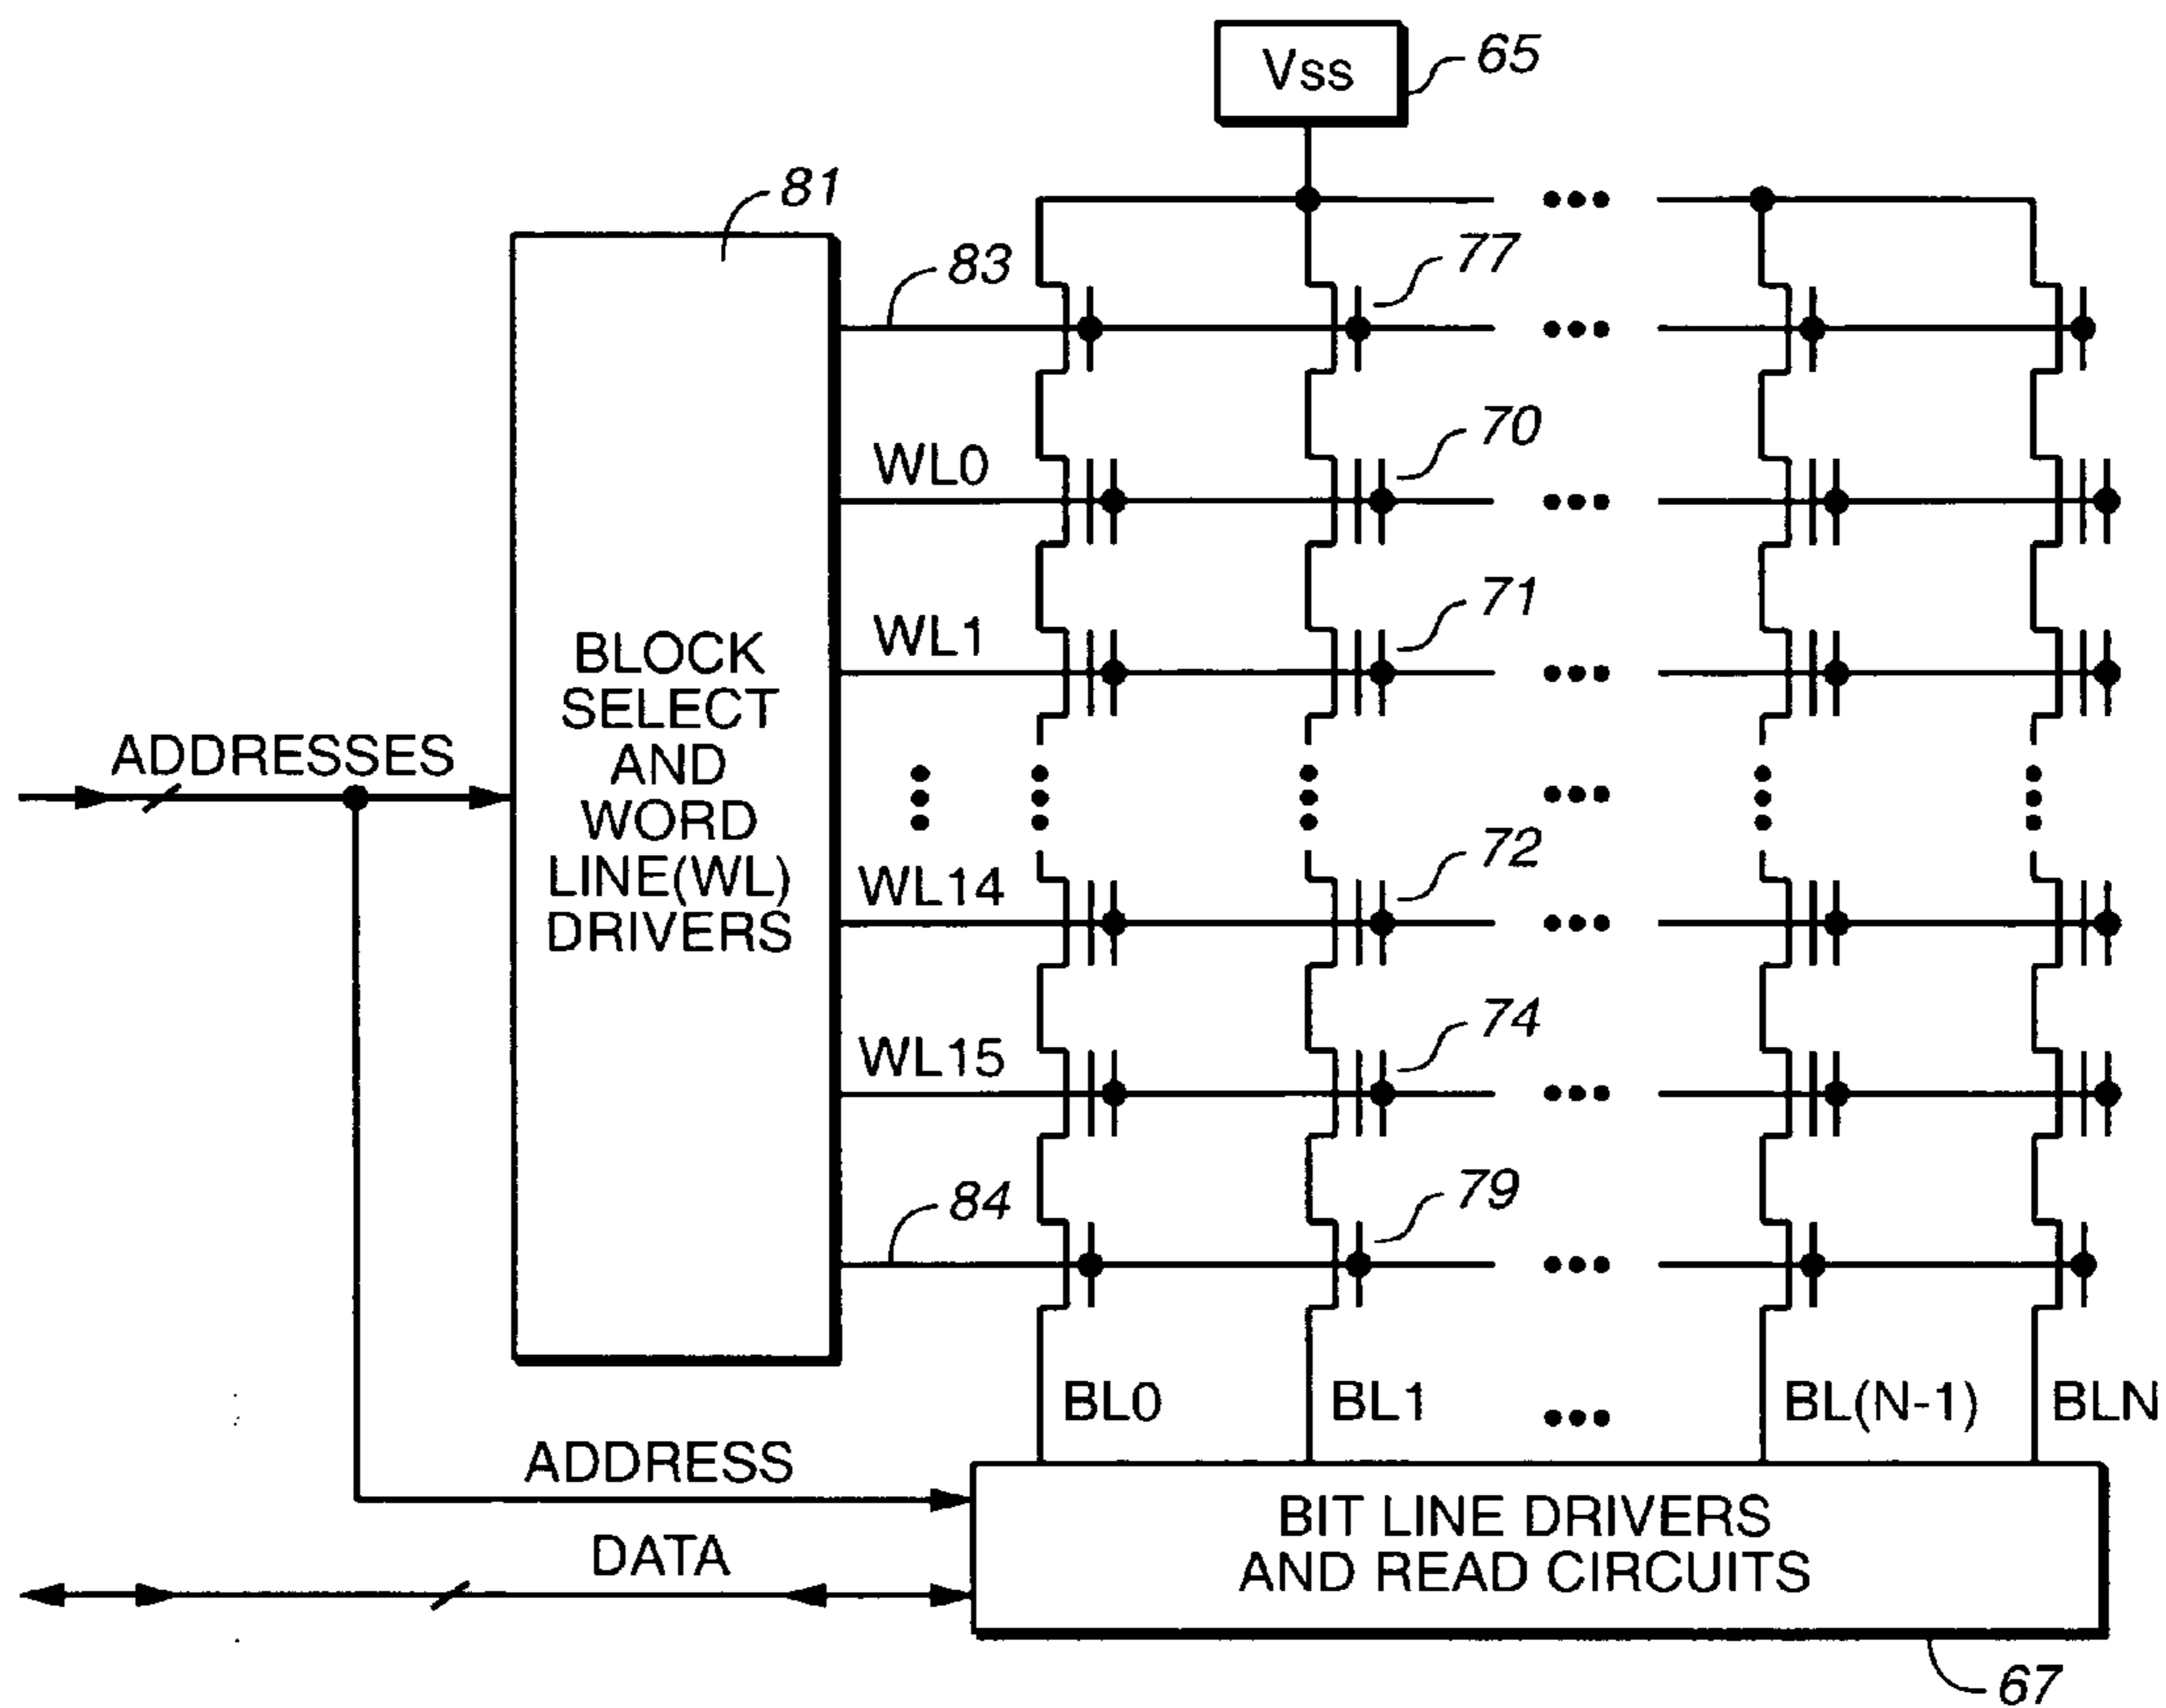 Vss
65
81
83
77
WL0
70
WL1
71
BLOCK
SELECT
AND
WORD
LINE(WL)
DRIVERS
ADDRESSES
WL14
72
WL15
74
84
79
BL0
BL1
BL(N-1)
BLN
ADDRESS
DATA
BIT LINE DRIVERS
AND READ CIRCUITS
67